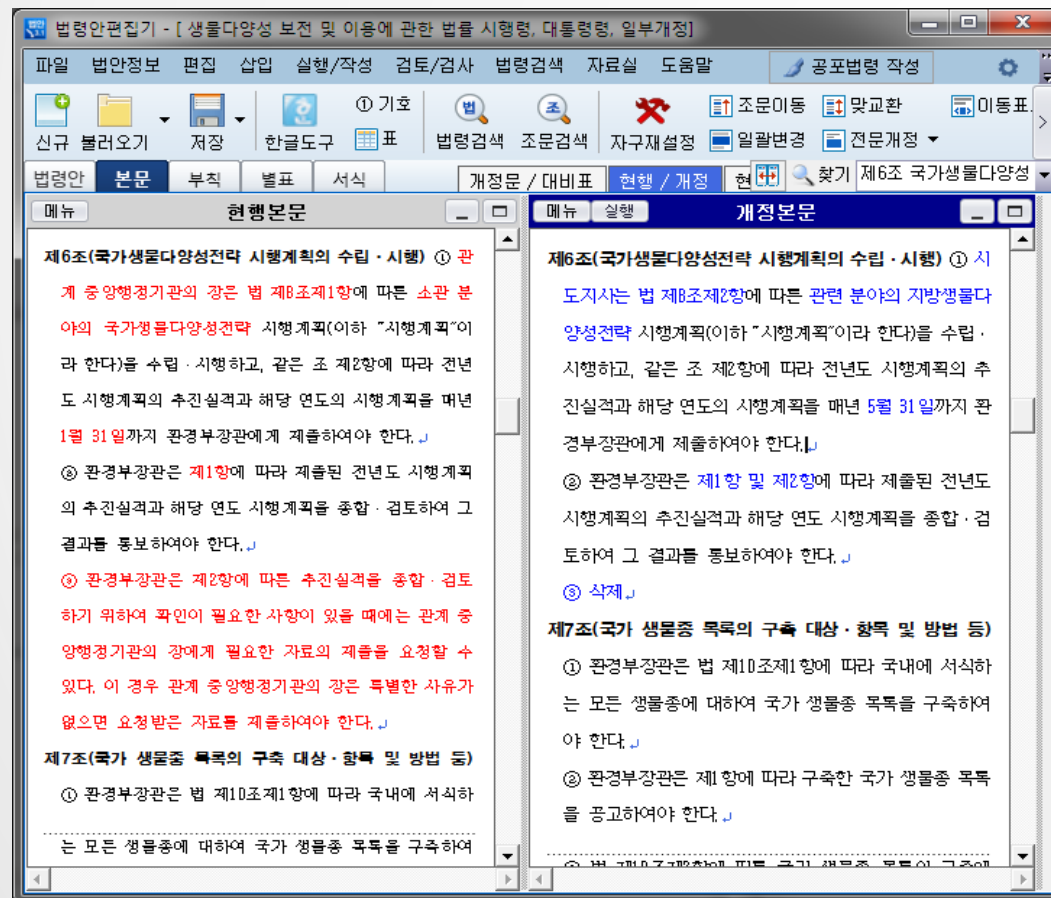 법령안편집기 - [ 생물다양성 보전 및 이용에 관한 법률 시행령, 대통령령, 일부개정]
파일 법안정보 편집 삽입 실행/작성 검토/검사 법령검색 자료실 도움말 공포법령 작성
① 기호 조문이동 맞교환 이동표
신규 불러오기 저장 한글도구 표 법령검색 조문검색 자구재설정 일괄변경 전문개정
법령안 본문 부칙 별표 서식 개정문 / 대비표 현행 / 개정 현 찾기 제6조 국가생물다양성
메뉴 현행본문
제6조(국가생물다양성전략 시행계획의 수립 · 시행) ① 관
계 중앙행정기관의 장은 법 제8조제1항에 따른 소관 분
야의 국가생물다양성전략 시행계획(이하 "시행계획"이
라 한다)을 수립 · 시행하고, 같은 조 제2항에 따라 전년
도 시행계획의 추진실적과 해당 연도의 시행계획을 매년
1월 31일까지 환경부장관에게 제출하여야 한다.
② 환경부장관은 제1항에 따라 제출된 전년도 시행계획
의 추진실적과 해당 연도 시행계획을 종합 · 검토하여 그
결과를 통보하여야 한다.
③ 환경부장관은 제2항에 따른 추진실적을 종합 · 검토
하기 위하여 확인이 필요한 사항이 있을 때에는 관계 중
앙행정기관의 장에게 필요한 자료의 제출을 요청할 수
있다. 이 경우 관계 중앙행정기관의 장은 특별한 사유가
없으면 요청받은 자료를 제출하여야 한다.
제7조(국가 생물종 목록의 구축 대상 · 항목 및 방법 등)
① 환경부장관은 법 제10조제1항에 따라 국내에 서식하
는 모든 생물종에 대하여 국가 생물종 목록을 구축하여
메뉴 실행 개정본문
제6조(국가생물다양성전략 시행계획의 수립 · 시행) ① 시
도지사는 법 제8조제2항에 따른 관련 분야의 지방생물다
양성전략 시행계획(이하 "시행계획"이라 한다)을 수립 ·
시행하고, 같은 조 제2항에 따라 전년도 시행계획의 추
진실적과 해당 연도의 시행계획을 매년 5월 31일까지 환
경부장관에게 제출하여야 한다.
② 환경부장관은 제1항 및 제2항에 따라 제출된 전년도
시행계획의 추진실적과 해당 연도 시행계획을 종합 · 검
토하여 그 결과를 통보하여야 한다.
③ 삭제
제7조(국가 생물종 목록의 구축 대상 · 항목 및 방법 등)
① 환경부장관은 법 제10조제1항에 따라 국내에 서식하
는 모든 생물종에 대하여 국가 생물종 목록을 구축하여
야 한다.
② 환경부장관은 제1항에 따라 구축한 국가 생물종 목록
을 공고하여야 한다.